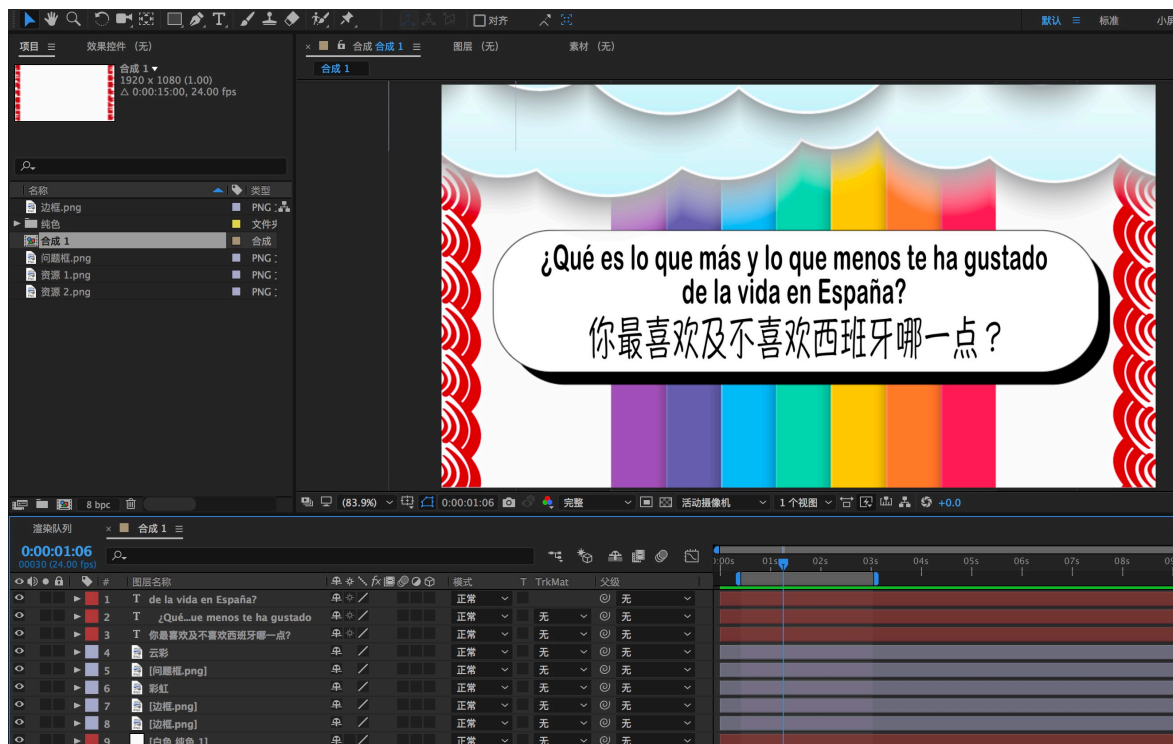 对齐
默认
标准
小屏
项目
效果控件 (无)
合成 1
1920 x 1080 (1.00)
△ 0:00:15:00, 24.00 fps
名称
类型
边框.png PNG
纯色 文件夹
合成 1 合成
问题框.png PNG
资源 1.png PNG
资源 2.png PNG
8 bpc
合成 合成 1
图层 (无)
素材 (无)
合成 1
¿Qué es lo que más y lo que menos te ha gustado
de la vida en España?
你最喜欢及不喜欢西班牙哪一点？
(83.9%) 0:00:01:06 完整 活动摄像机 1 个视图 +0.0
渲染队列
合成 1
0:00:01:06
00030 (24.00 fps)
:00s 01s 02s 03s 04s 05s 06s 07s 08s 09
# 图层名称 模式 T TrkMat 父级
1 T de la vida en España? 正常 无
2 T ¿Qué...ue menos te ha gustado 正常 无 无
3 T 你最喜欢及不喜欢西班牙哪一点? 正常 无 无
4 云彩 正常 无 无
5 [问题框.png] 正常 无 无
6 彩虹 正常 无 无
7 [边框.png] 正常 无 无
8 [边框.png] 正常 无 无
9 [白色 纯色 1] 正常 无 无